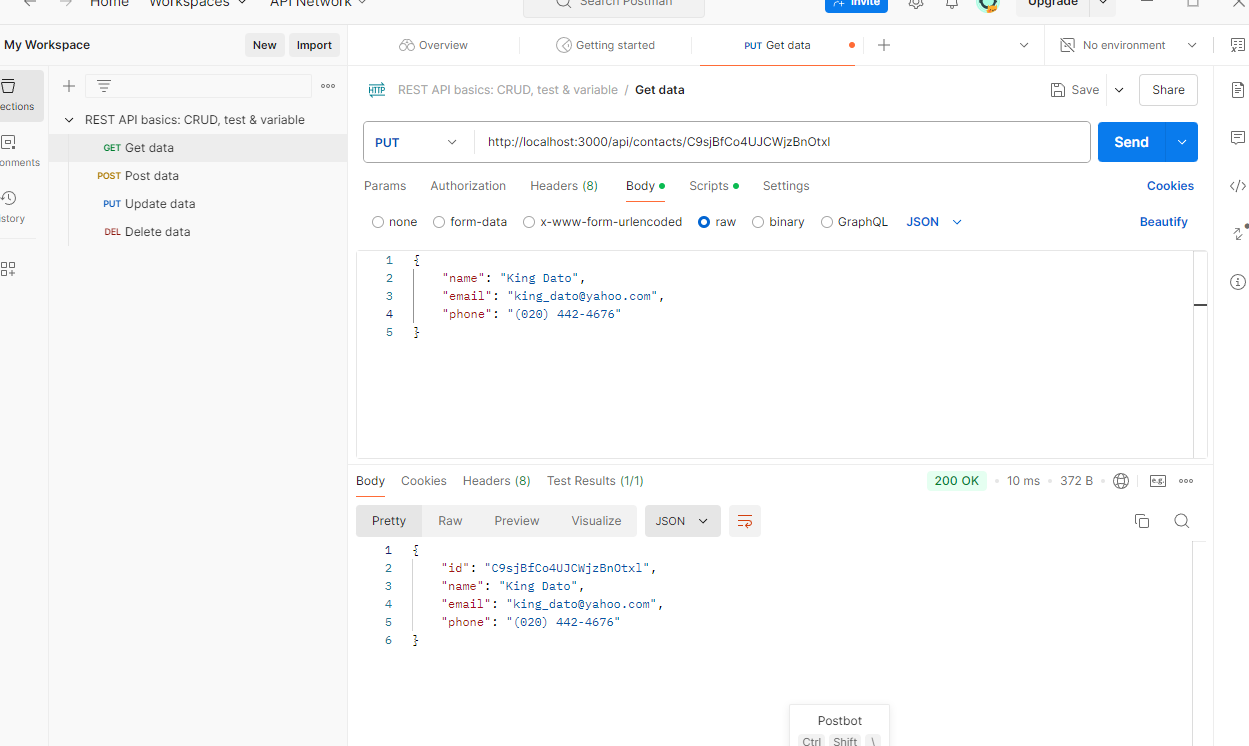 Home Workspaces API Network Search Postman Invite Upgrade
My Workspace New Import Overview Getting started PUT Get data No environment
REST API basics: CRUD, test & variable / Get data Save Share
ections
REST API basics: CRUD, test & variable
GET Get data
POST Post data
PUT Update data
DEL Delete data
onments
istory
PUT http://localhost:3000/api/contacts/C9sjBfCo4UJCWjzBnOtxl Send
Params Authorization Headers (8) Body Scripts Settings Cookies
none form-data x-www-form-urlencoded raw binary GraphQL JSON Beautify
1 {
2 "name": "King Dato",
3 "email": "king_dato@yahoo.com",
4 "phone": "(020) 442-4676"
5 }
Body Cookies Headers (8) Test Results (1/1) 200 OK 10 ms 372 B e.g.
Pretty Raw Preview Visualize JSON
1 {
2 "id": "C9sjBfCo4UJCWjzBnOtxl",
3 "name": "King Dato",
4 "email": "king_dato@yahoo.com",
5 "phone": "(020) 442-4676"
6 }
Postbot
Ctrl Shift \